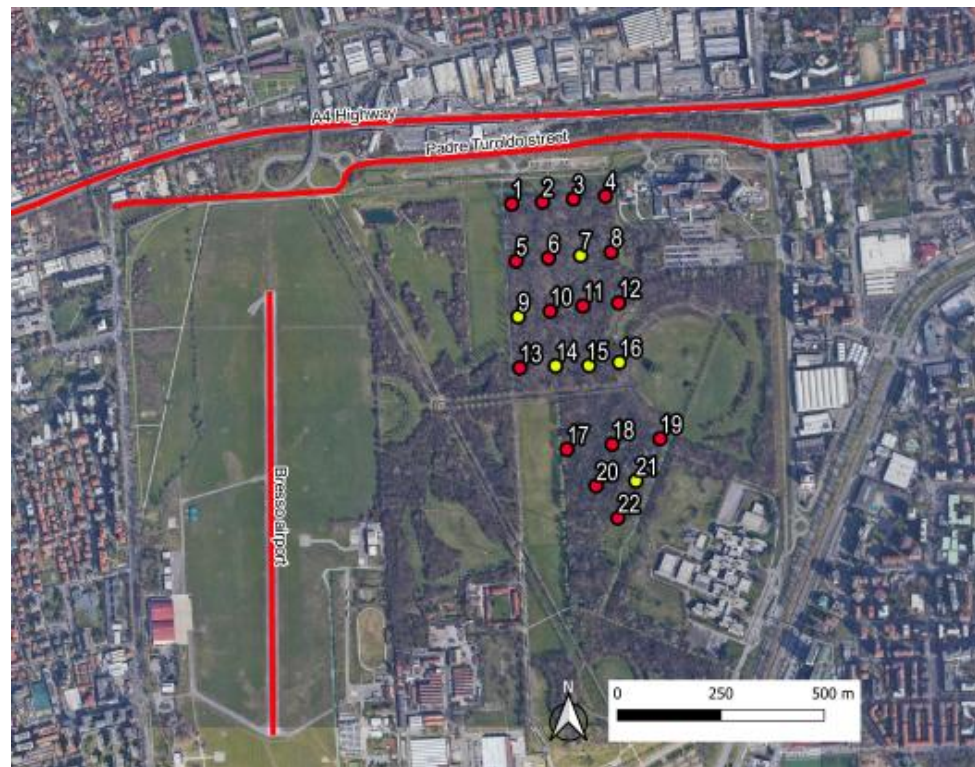 A4 Highway
Padre Turoldo street
1 2 3 4
5 6 7 8
9 10 11 12
13 14 15 16
17 18 19
20 21
22
Bresso airport
N
0 250 500 m